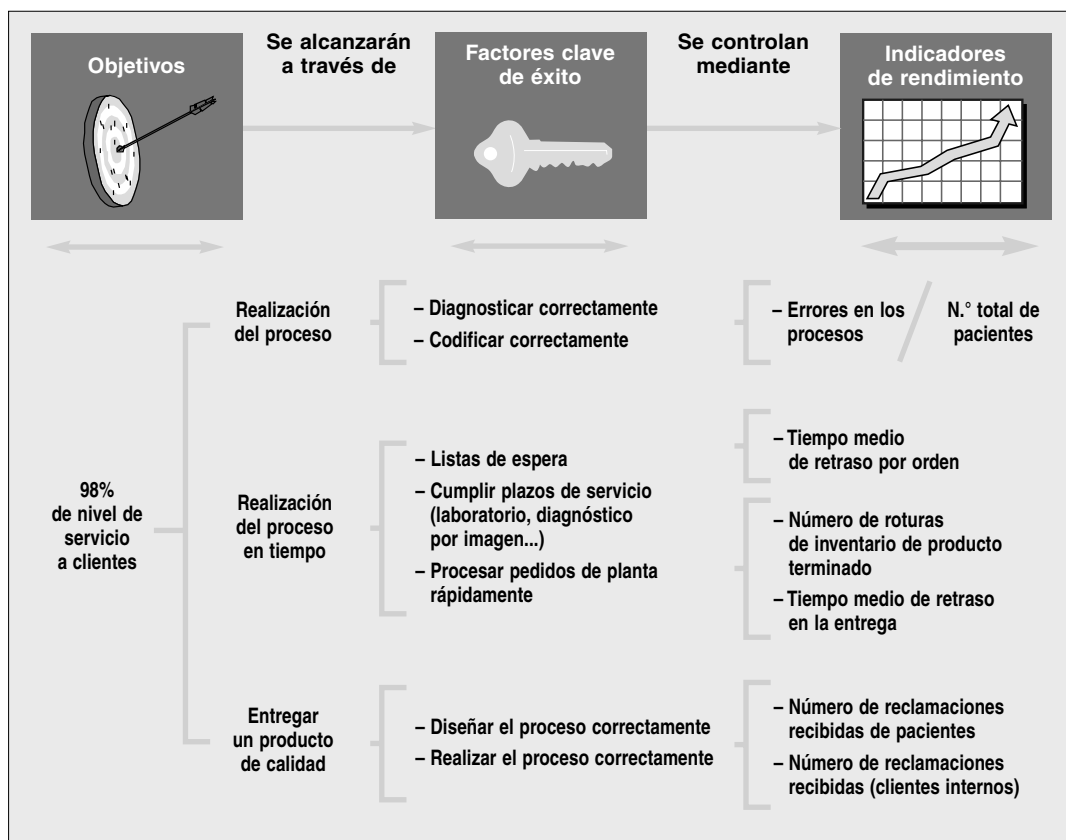 Objetivos
Se alcanzarán
a través de
Factores clave
de éxito
Se controlan
mediante
Indicadores
de rendimiento
98%
de nivel de
servicio
a clientes
Realización
del proceso
– Diagnosticar correctamente
– Codificar correctamente
– Errores en los
procesos
/
N.° total de
pacientes
Realización
del proceso
en tiempo
– Listas de espera
– Cumplir plazos de servicio
(laboratorio, diagnóstico
por imagen...)
– Procesar pedidos de planta
rápidamente
– Tiempo medio
de retraso por orden
– Número de roturas
de inventario de producto
terminado
– Tiempo medio de retraso
en la entrega
Entregar
un producto
de calidad
– Diseñar el proceso correctamente
– Realizar el proceso correctamente
– Número de reclamaciones
recibidas de pacientes
– Número de reclamaciones
recibidas (clientes internos)